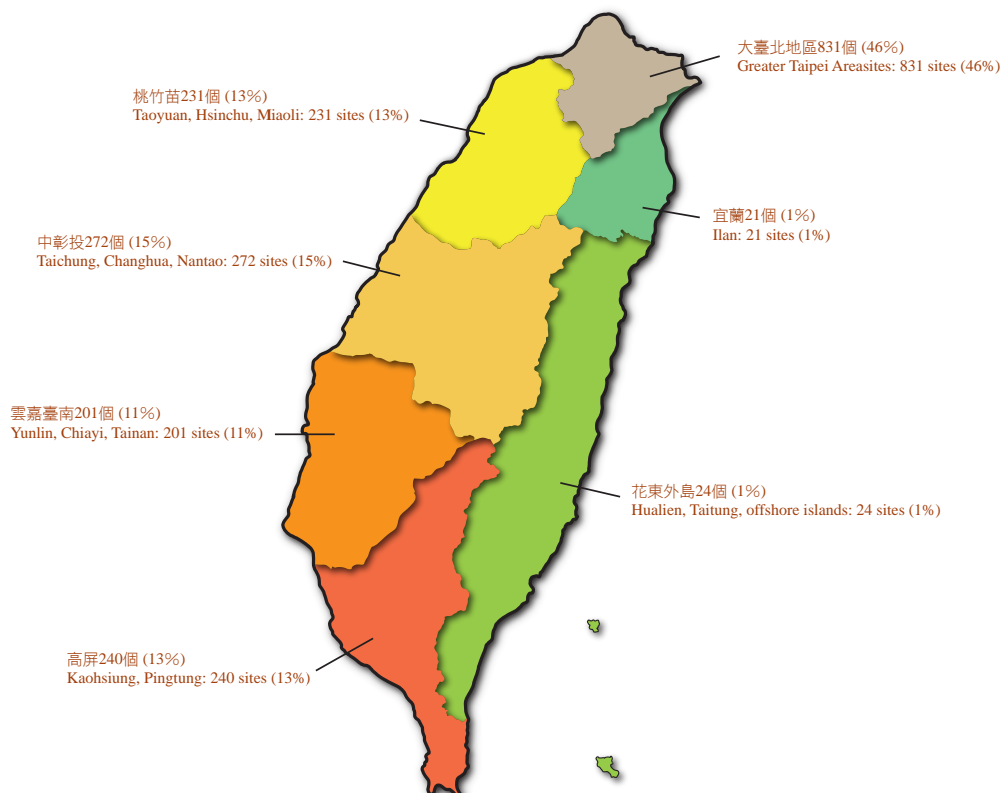 大臺北地區831個 (46%)
Greater Taipei Areasites: 831 sites (46%)
桃竹苗231個 (13%)
Taoyuan, Hsinchu, Miaoli: 231 sites (13%)
宜蘭21個 (1%)
Ilan: 21 sites (1%)
中彰投272個 (15%)
Taichung, Changhua, Nantao: 272 sites (15%)
雲嘉臺南201個 (11%)
Yunlin, Chiayi, Tainan: 201 sites (11%)
花東外島24個 (1%)
Hualien, Taitung, offshore islands: 24 sites (1%)
高屏240個 (13%)
Kaohsiung, Pingtung: 240 sites (13%)